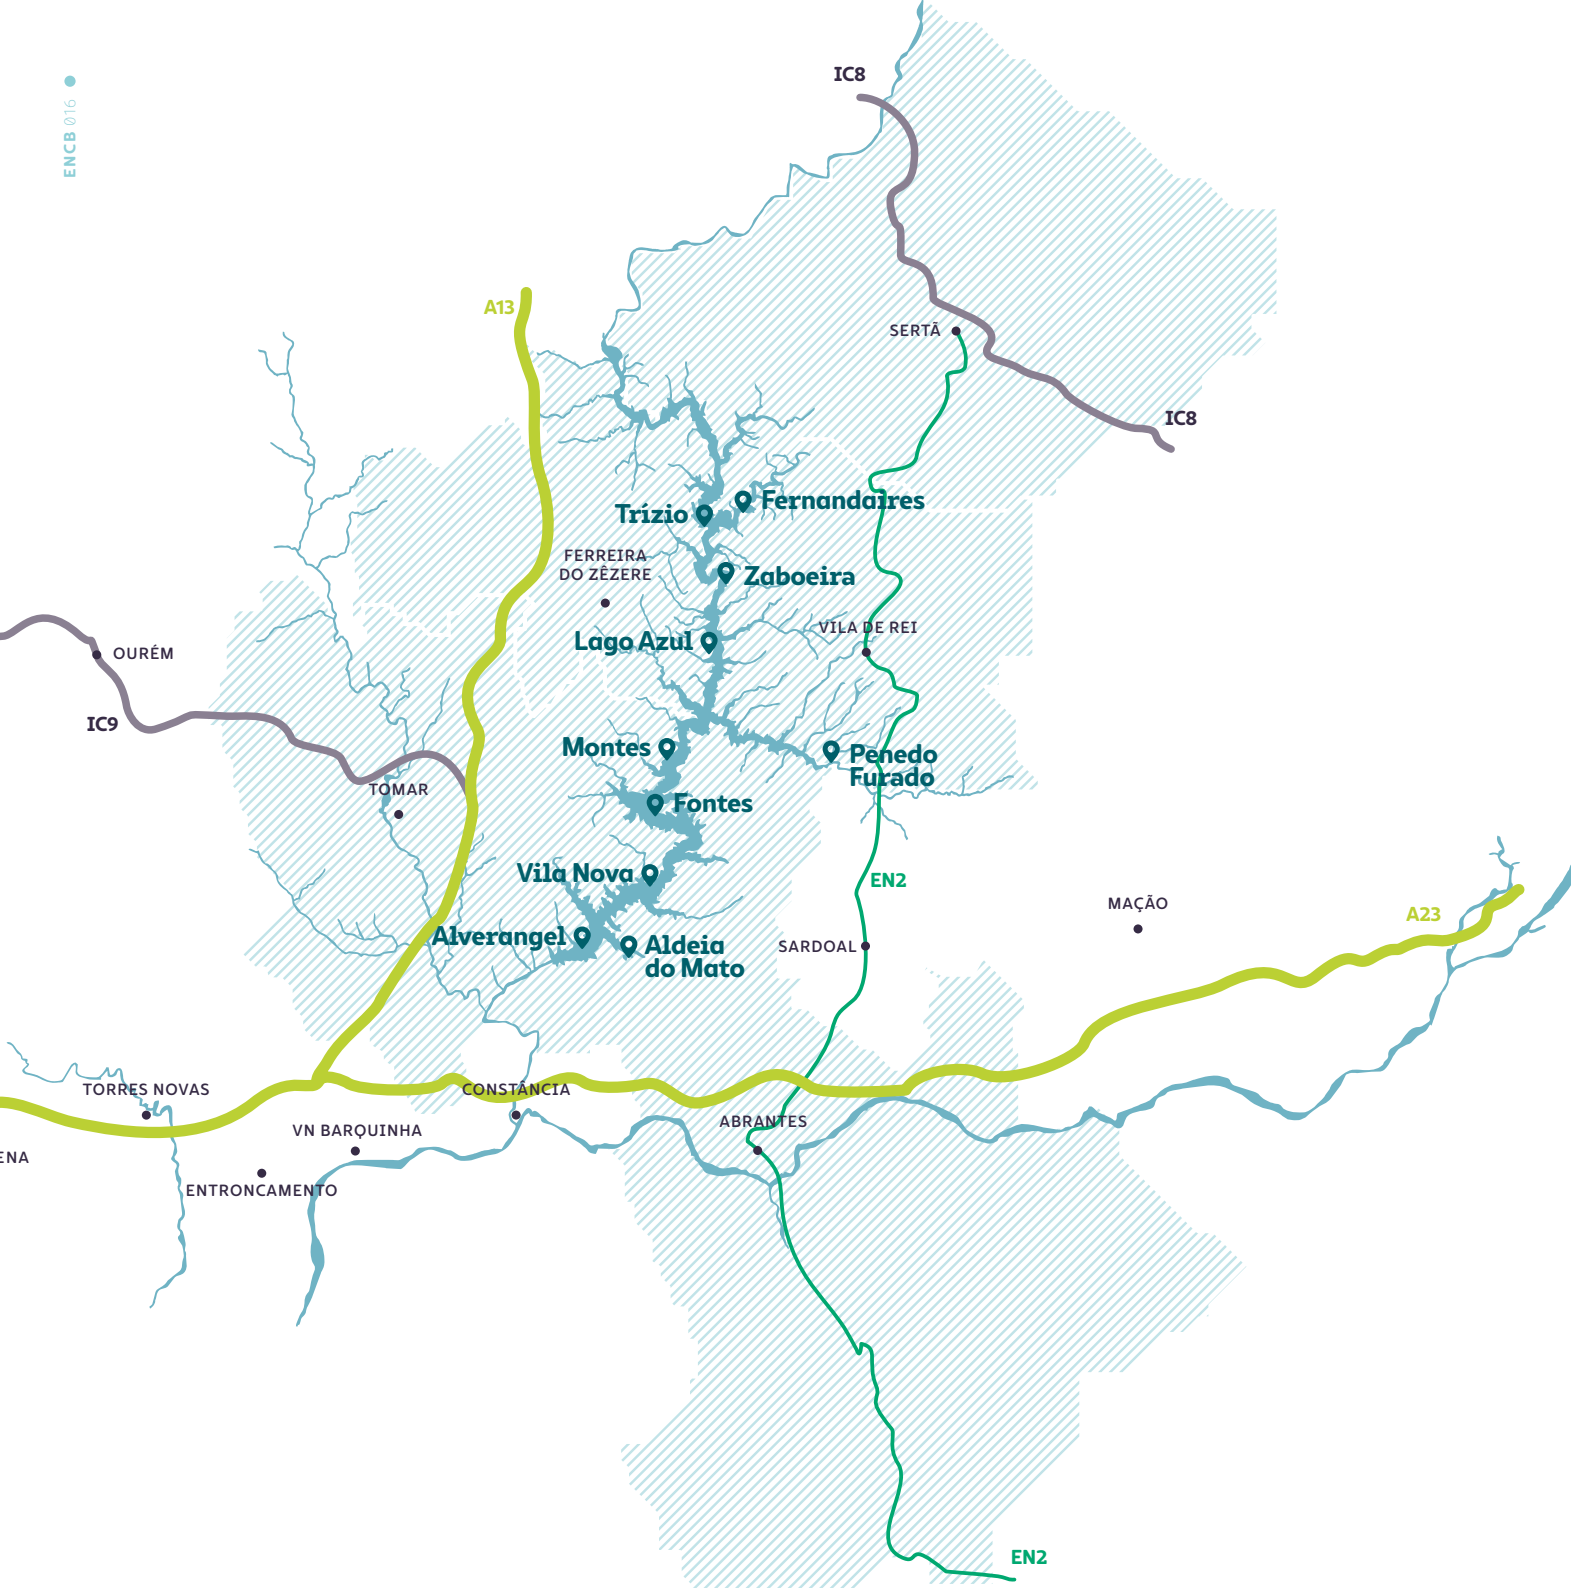 IC8
ENCB 016
A13
SERTÃ
IC8
Fernandaires
Trízio
FERREIRA
DO ZÊZERE
Zaboeira
VILA DE REI
Lago Azul
OURÉM
IC9
Montes
Penedo
Furado
TOMAR
Fontes
Vila Nova
EN2
MAÇÃO
A23
Alverangel
Aldeia
do Mato
SARDOAL
TORRES NOVAS
CONSTÂNCIA
ABRANTES
VN BARQUINHA
ENA
ENTRONCAMENTO
EN2